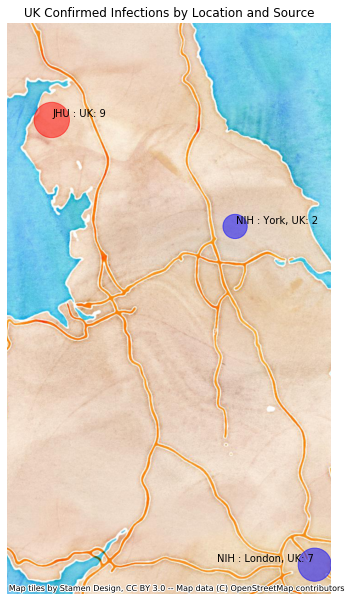 UK Confirmed Infections by Location and Source
JHU : UK: 9
NIH : York, UK: 2
NIH : London, UK: 7
Map tiles by Stamen Design, CC BY 3.0 -- Map data (C) OpenStreetMap contributors